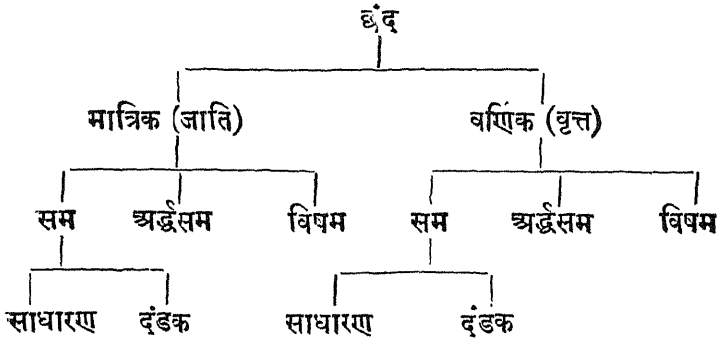 छंद
मात्रिक (जाति) वर्णिक (वृत्त)
सम अर्द्धसम विषम सम अर्द्धसम विषम
साधारण दंडक साधारण दंडक